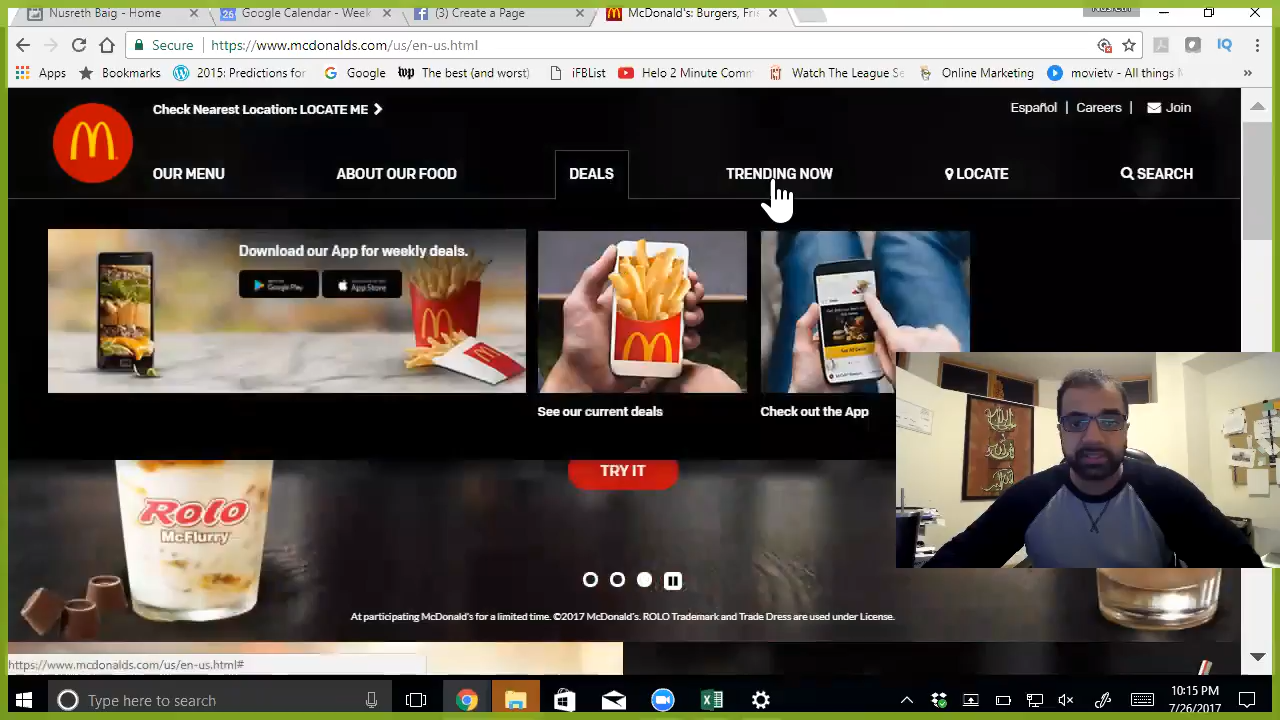 Nusreth Baig - Home
Google Calendar - Week
(3) Create a Page
McDonald's: Burgers, Frie
Secure
https://www.mcdonalds.com/us/en-us.html
Apps
Bookmarks
2015: Predictions for
Google
The best (and worst)
iFBList
Helo 2 Minute Comm
Watch The League Se
Online Marketing
movietv - All things M
»
Check Nearest Location: LOCATE ME
Español | Careers | Join
OUR MENU
ABOUT OUR FOOD
DEALS
TRENDING NOW
LOCATE
SEARCH
Download our App for weekly deals.
Google Play
App Store
See our current deals
Check out the App
TRY IT
ROLO
McFlurry
At participating McDonald's for a limited time. ©2017 McDonald's. ROLO Trademark and Trade Dress are used under License.
https://www.mcdonalds.com/us/en-us.html#
Type here to search
10:15 PM
7/26/2017